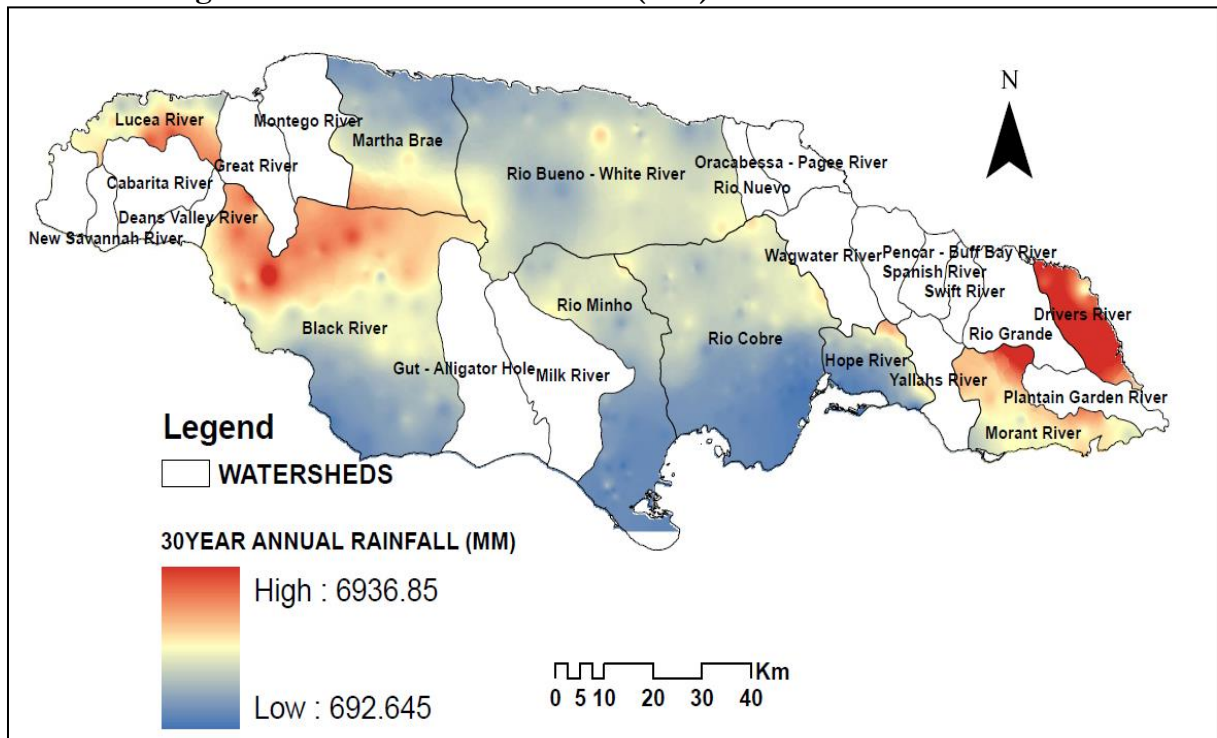 N
Lucea River
Montego River
Martha Brae
Great River
Oracabessa - Pagee River
Cabarita River
Rio Bueno - White River
Rio Nuevo
Deans Valley River
New Savannah River
Wagwater River
Pencar - Buff Bay River
Spanish River
Swift River
Rio Minho
Drivers River
Black River
Rio Cobre
Rio Grande
Hope River
Gut - Alligator Hole
Milk River
Yallahs River
Plantain Garden River
Morant River
Legend
WATERSHEDS
30YEAR ANNUAL RAINFALL (MM)
High : 6936.85
Low : 692.645
Km
0 5 10 20 30 40